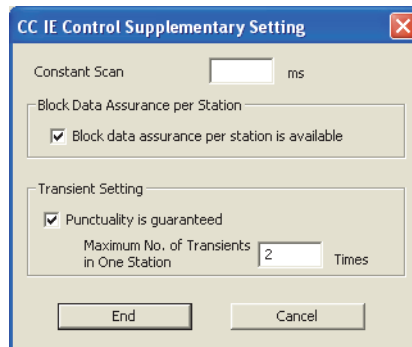 CC IE Control Supplementary Setting
Constant Scan ms
Block Data Assurance per Station
Block data assurance per station is available
Transient Setting
Punctuality is guaranteed
Maximum No. of Transients
in One Station 2 Times
End Cancel